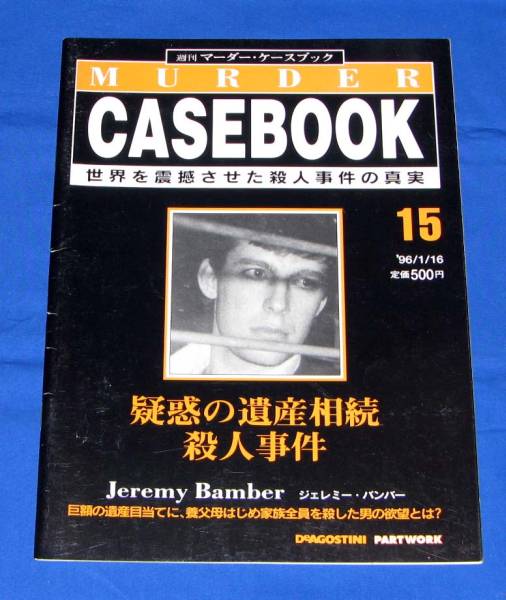 週刊 マーダー・ケースブック
MURDER
CASEBOOK
世界を震撼させた殺人事件の真実
15
'96/1/16
定価500円
疑惑の遺産相続
殺人事件
Jeremy Bamber ジェレミー・バンバー
巨額の遺産目当てに、養父母はじめ家族全員を殺した男の欲望とは?
DeAGOSTINI PARTWORK